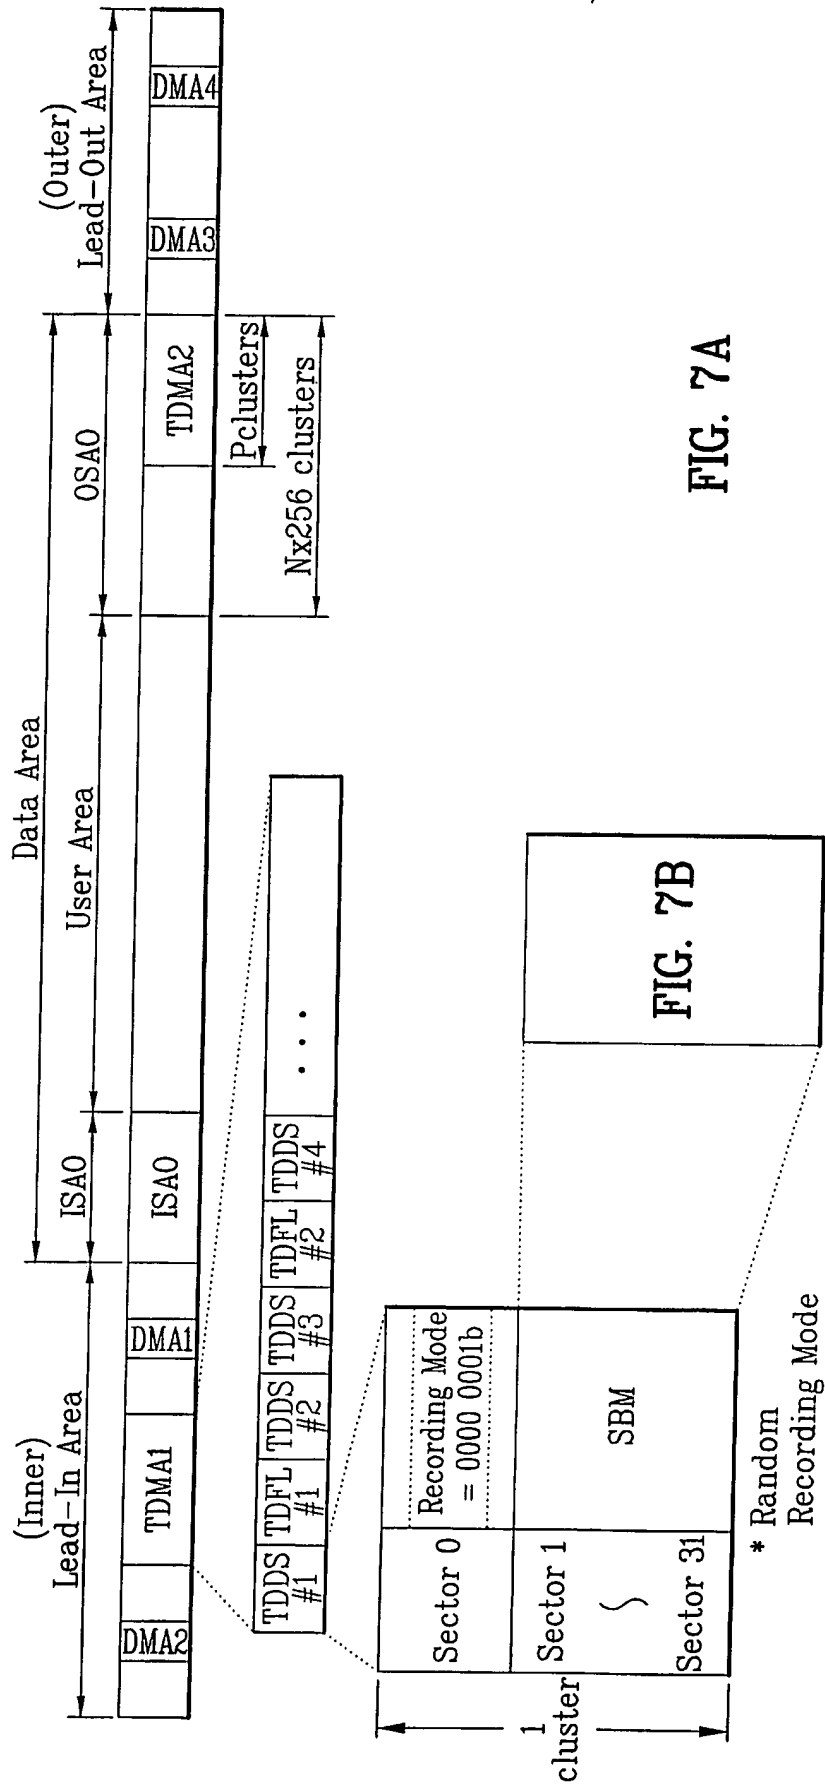 (Inner)
Lead-In Area
Data Area
(Outer)
Lead-Out Area
ISA0
User Area
OSA0
DMA2
TDMA1
DMA1
ISA0
TDMA2
DMA3
DMA4
Pclusters
Nx256 clusters
TDDS
#1
TDFL
#1
TDDS
#2
TDDS
#3
TDFL
#2
TDDS
#4
• • •
1
cluster
Sector 0
Recording Mode
= 0000 0001b
Sector 1
∼
Sector 31
SBM
* Random
Recording Mode
FIG. 7B
FIG. 7A